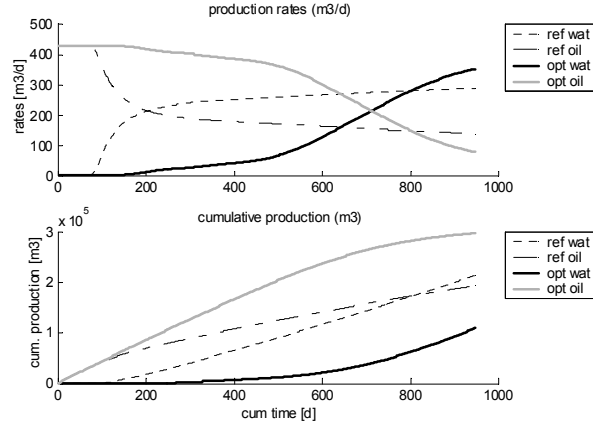 production rates (m3/d)
rates [m3/d]
500
400
300
200
100
0
0
200
400
600
800
1000
ref wat
ref oil
opt wat
opt oil
x 10^5
cumulative production (m3)
cum. production [m3]
3
2
1
0
0
200
400
600
800
1000
cum time [d]
ref wat
ref oil
opt wat
opt oil